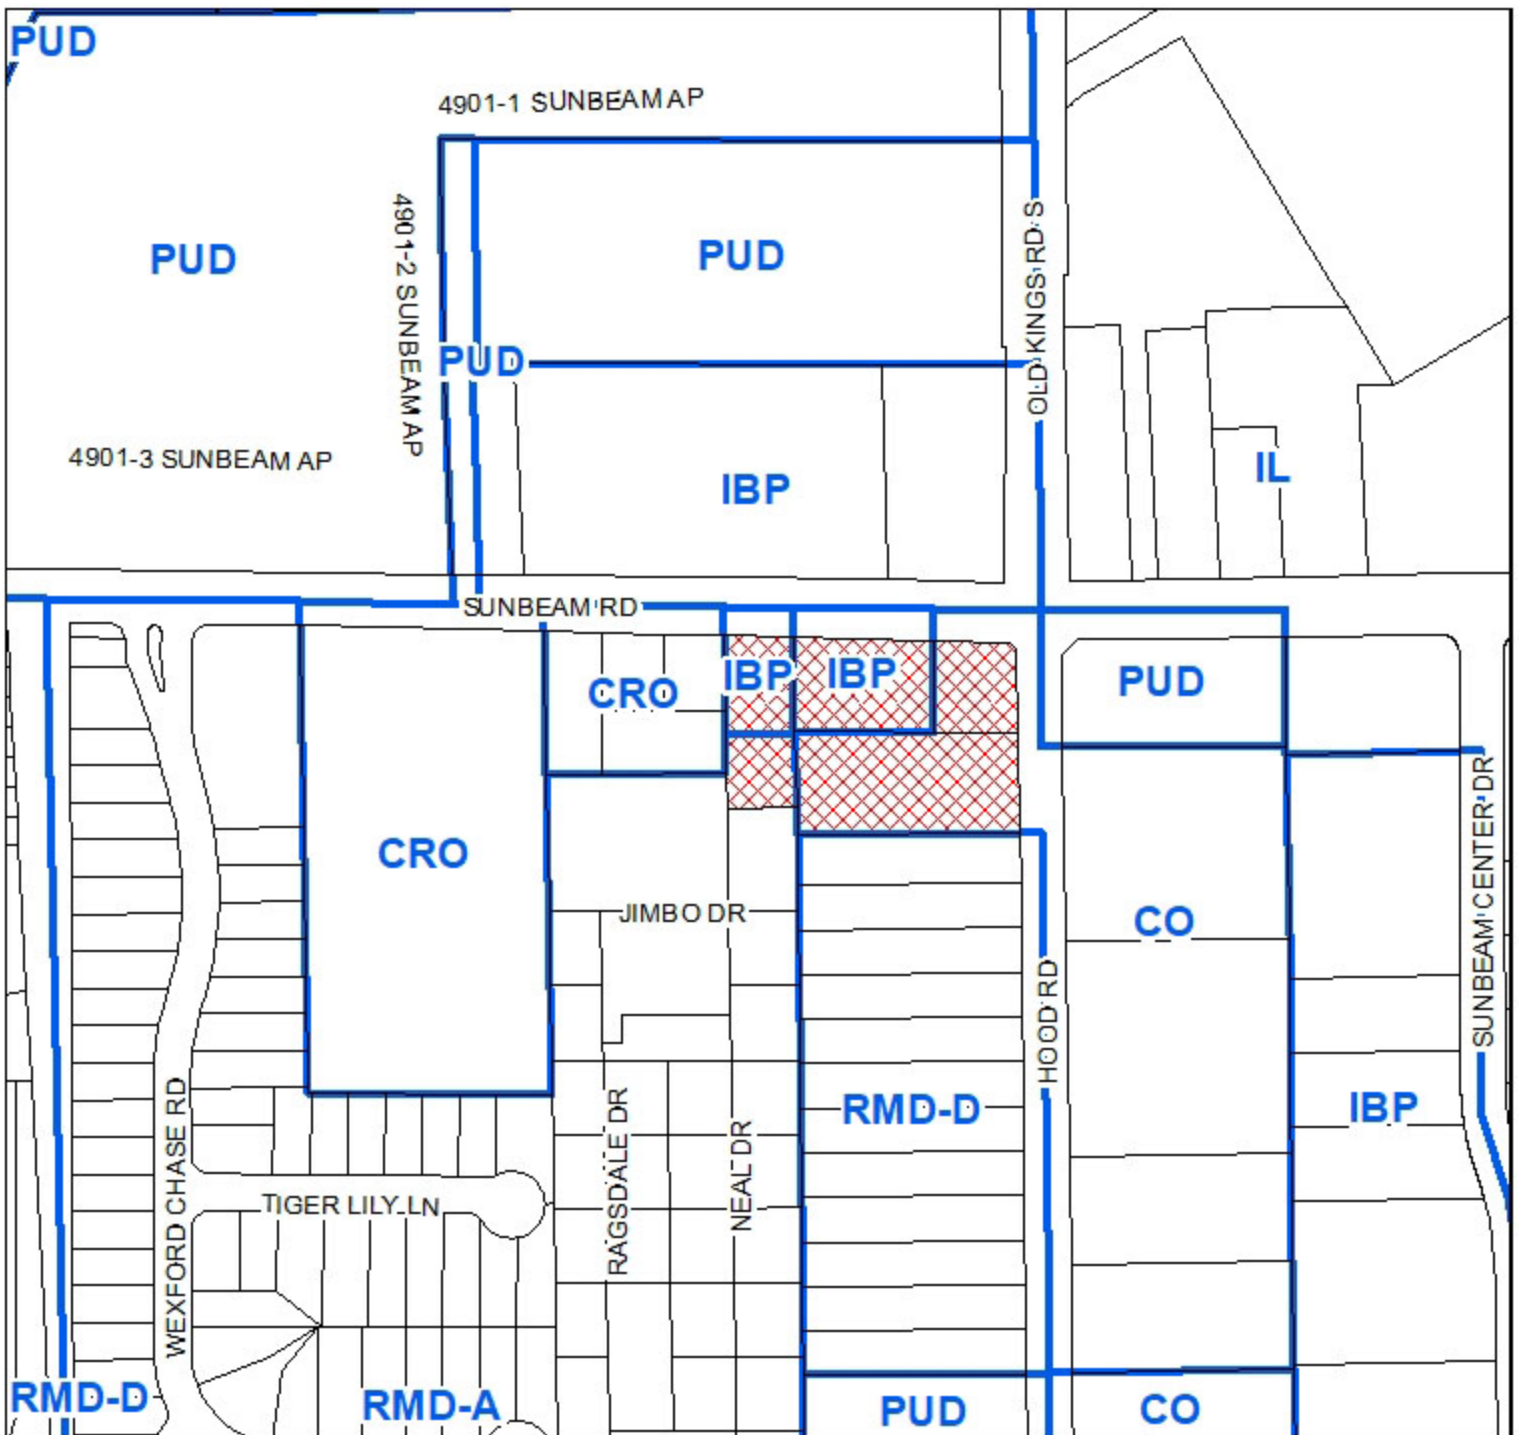 PUD
4901-1 SUNBEAM AP
PUD
4901-2 SUNBEAM AP
PUD
OLD KINGS RD S
PUD
4901-3 SUNBEAM AP
IBP
IL
SUNBEAM RD
CRO
IBP
IBP
PUD
CRO
JIMBO DR
CO
SUNBEAM CENTER DR
HOOD RD
WEXFORD CHASE RD
RAGSDALE DR
NEAL DR
RMD-D
IBP
TIGER LILY LN
RMD-D
RMD-A
PUD
CO